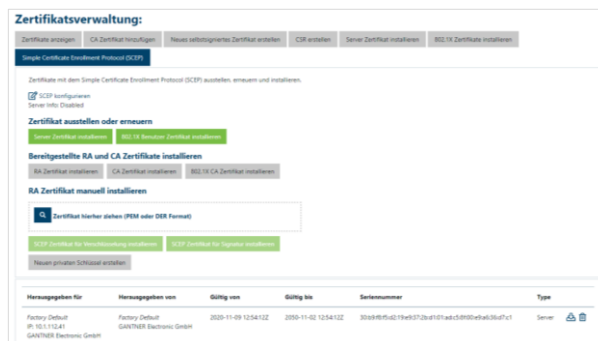 Zertifikatsverwaltung:
Zertifikate anzeigen CA Zertifikat hinzufügen Neues selbstsigniertes Zertifikat erstellen CSR erstellen Server Zertifikat installieren 802.1X Zertifikate installieren
Simple Certificate Enrollment Protocol (SCEP)
Zertifikate mit dem Simple Certificate Enrollment Protocol (SCEP) ausstellen, erneuern und installieren.
SCEP konfigurieren
Server Info: Disabled
Zertifikat ausstellen oder erneuern
Server Zertifikat installieren 802.1X Benutzer Zertifikat installieren
Bereitgestellte RA und CA Zertifikate installieren
RA Zertifikat installieren CA Zertifikat installieren 802.1X CA Zertifikat installieren
RA Zertifikat manuell installieren
Zertifikat hierher ziehen (PEM oder DER Format)
SCEP Zertifikat für Verschlüsselung installieren SCEP Zertifikat für Signatur installieren
Neuen privaten Schlüssel erstellen
Herausgegeben für Herausgegeben von Gültig von Gültig bis Seriennummer Type
Factory Default Factory Default 2020-11-09 12:54:12Z 2050-11-02 12:54:12Z Server
IP: 10.1.112.41 GANTNER Electronic GmbH
GANTNER Electronic GmbH